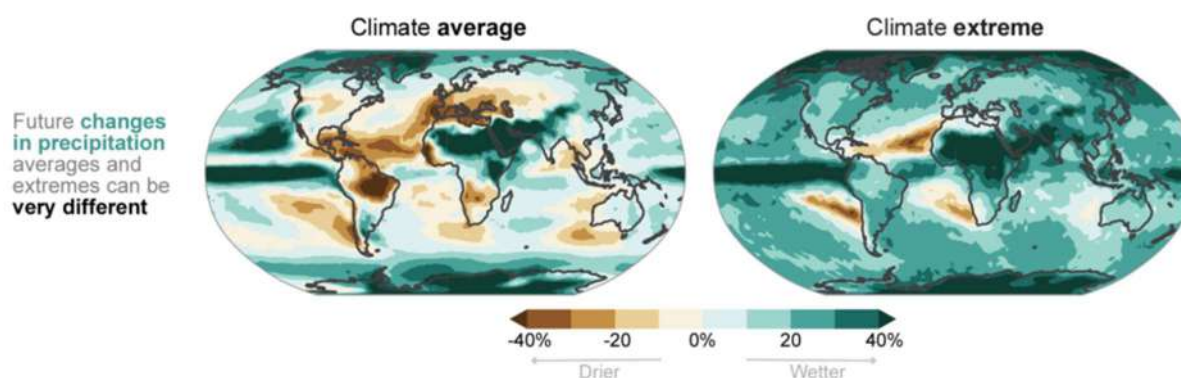 Climate average
Climate extreme
Future changes
in precipitation
averages and
extremes can be
very different
-40% -20 0% 20 40%
Drier
Wetter